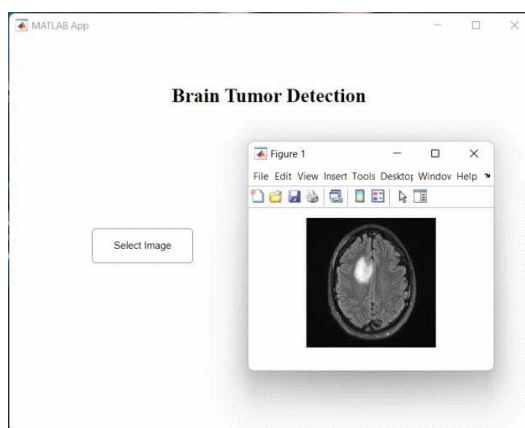 MATLAB App
Brain Tumor Detection
Figure 1
File Edit View Insert Tools Desktop Window Help
Select Image